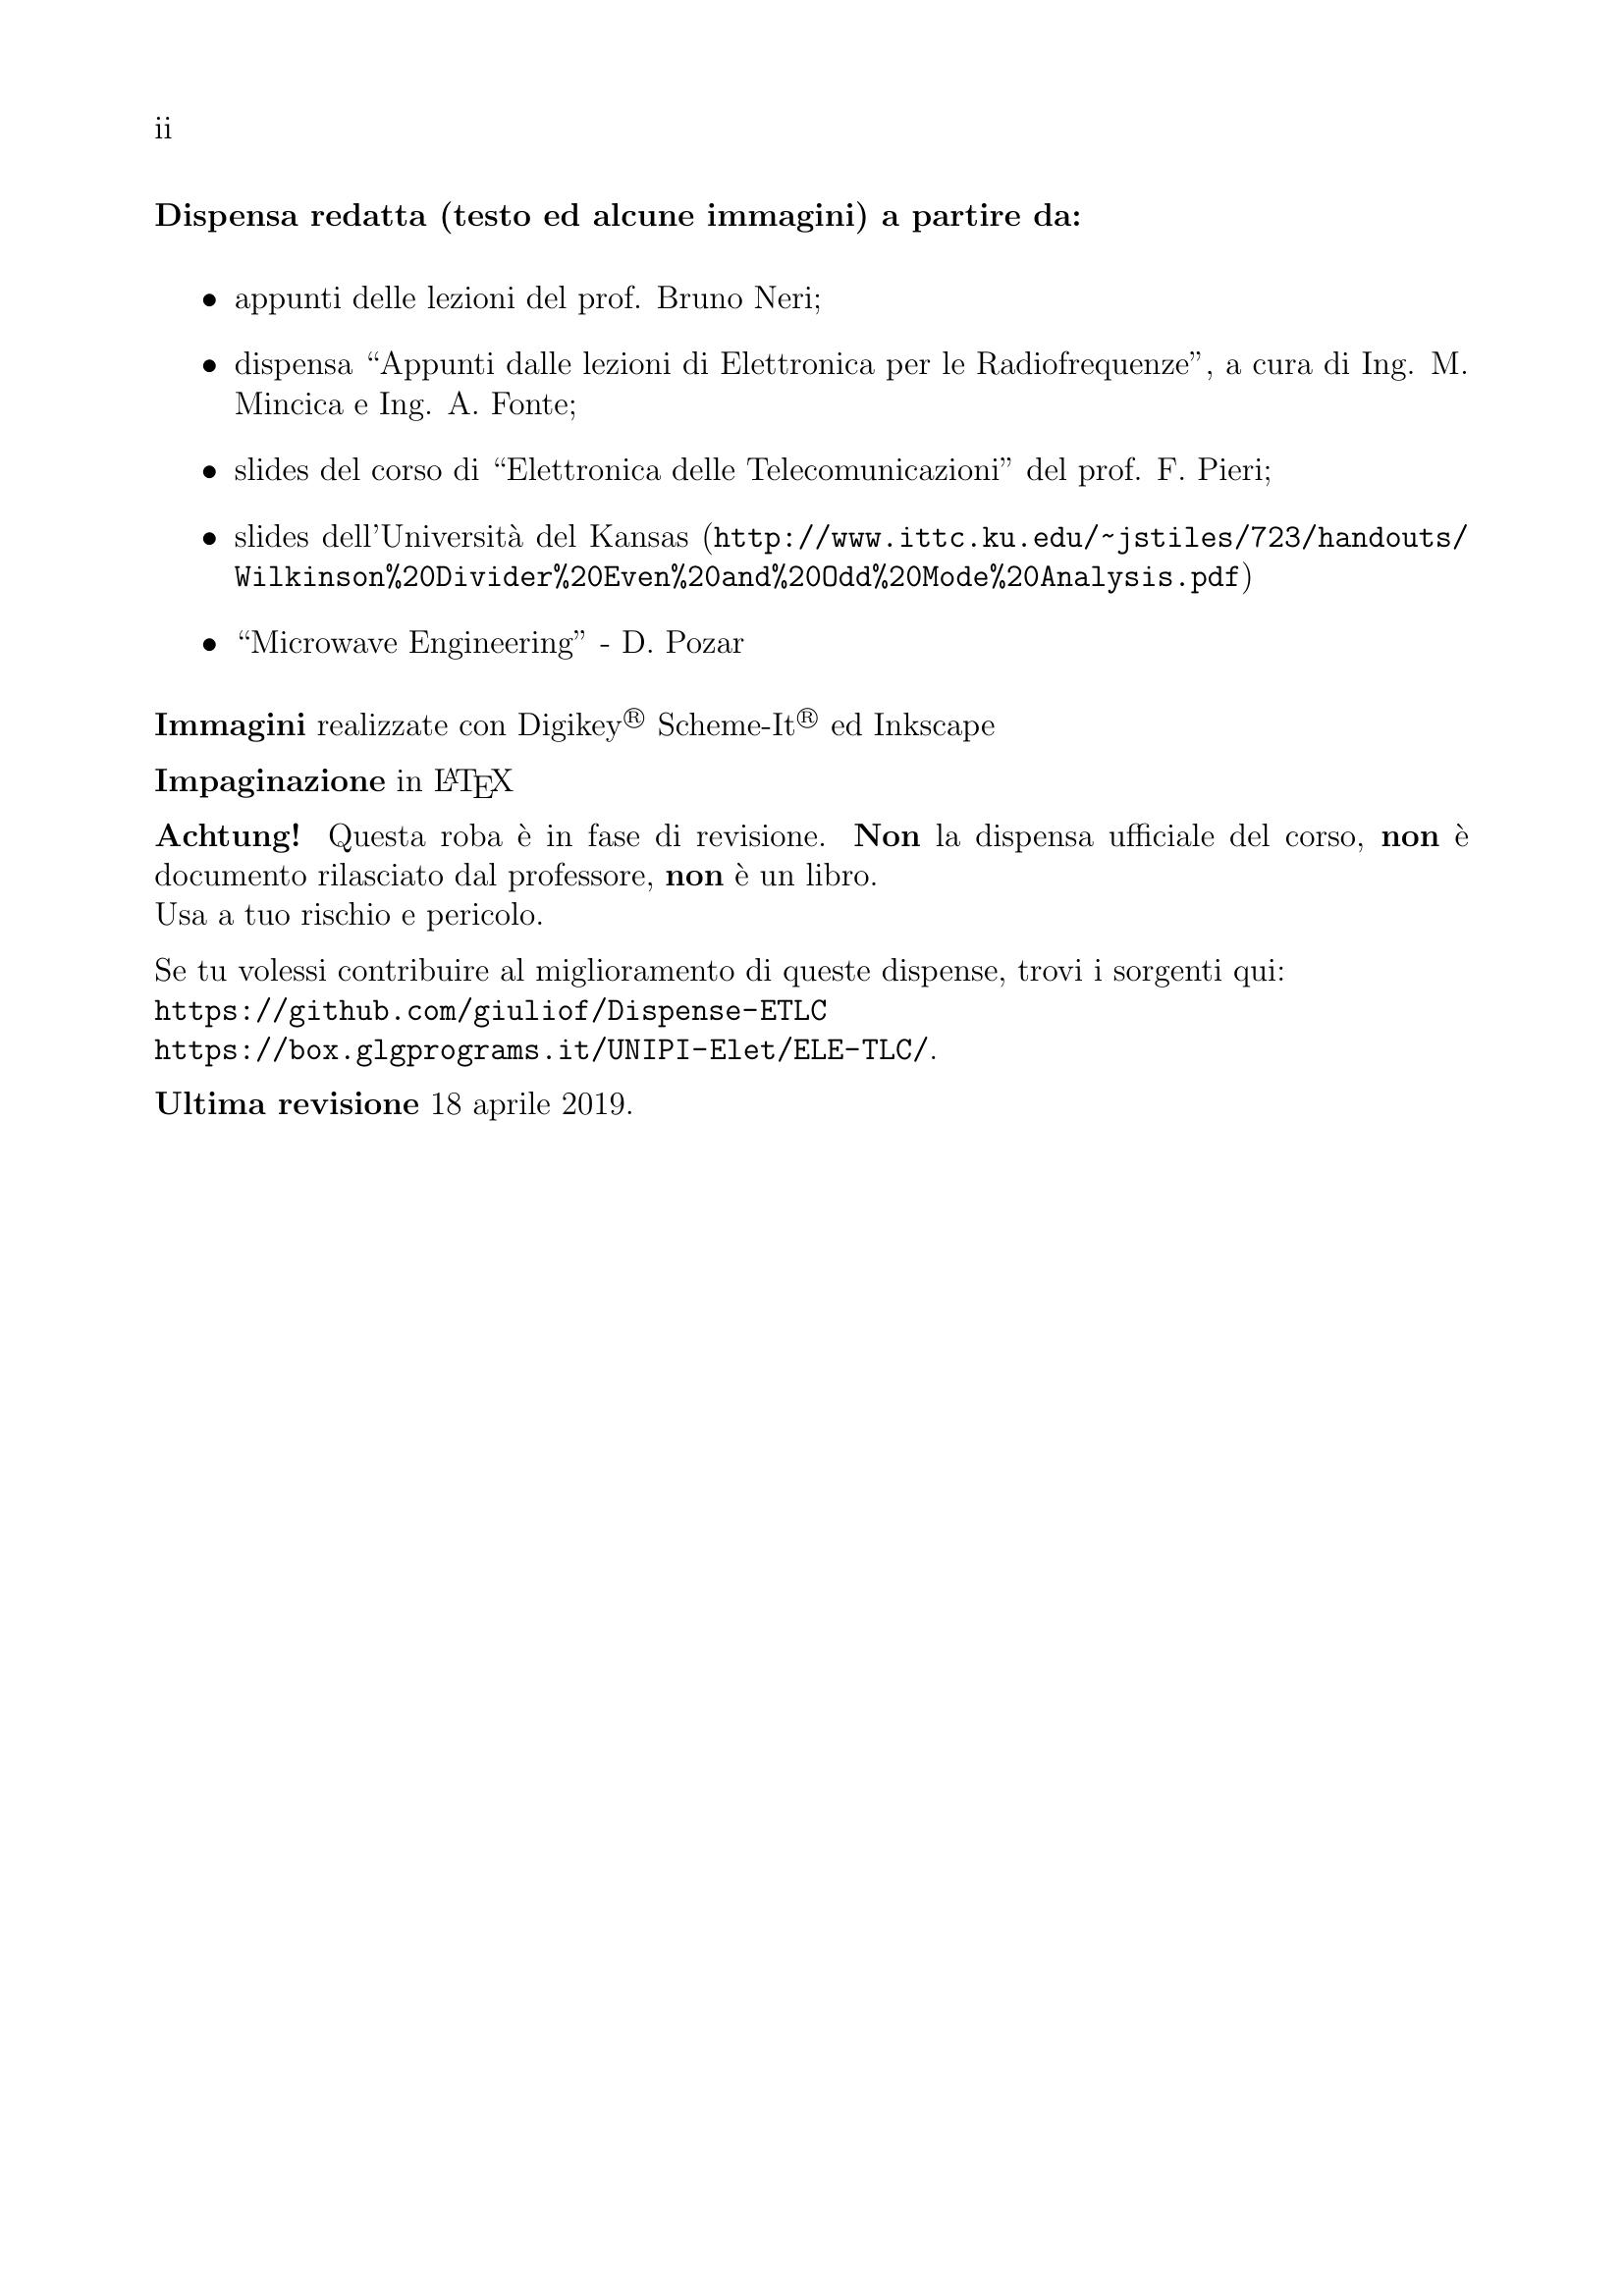 ii
Dispensa redatta (testo ed alcune immagini) a partire da:
• appunti delle lezioni del prof. Bruno Neri;
• dispensa “Appunti dalle lezioni di Elettronica per le Radiofrequenze”, a cura di Ing. M.
Mincica e Ing. A. Fonte;
• slides del corso di “Elettronica delle Telecomunicazioni” del prof. F. Pieri;
• slides dell’Università del Kansas (http://www.ittc.ku.edu/~jstiles/723/handouts/
Wilkinson%20Divider%20Even%20and%20Odd%20Mode%20Analysis.pdf)
• “Microwave Engineering” - D. Pozar
Immagini realizzate con Digikey® Scheme-It® ed Inkscape
Impaginazione in LATEX
Achtung! Questa roba è in fase di revisione. Non la dispensa ufficiale del corso, non è
documento rilasciato dal professore, non è un libro.
Usa a tuo rischio e pericolo.
Se tu volessi contribuire al miglioramento di queste dispense, trovi i sorgenti qui:
https://github.com/giuliof/Dispense-ETLC
https://box.glgprograms.it/UNIPI-Elet/ELE-TLC/.
Ultima revisione 18 aprile 2019.